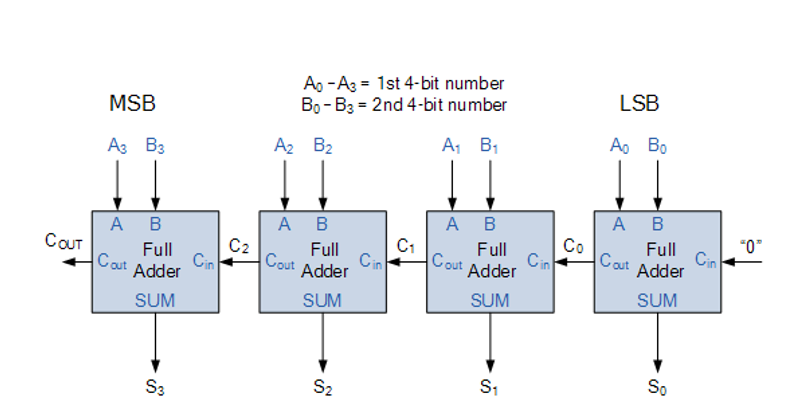 A₀ – A₃ = 1st 4-bit number
B₀ – B₃ = 2nd 4-bit number
MSB LSB
A₃ B₃ A₂ B₂ A₁ B₁ A₀ B₀
A B A B A B A B
COUT Cout Full Adder Cin C₂ Cout Full Adder Cin C₁ Cout Full Adder Cin C₀ Cout Full Adder Cin “0”
SUM SUM SUM SUM
S₃ S₂ S₁ S₀